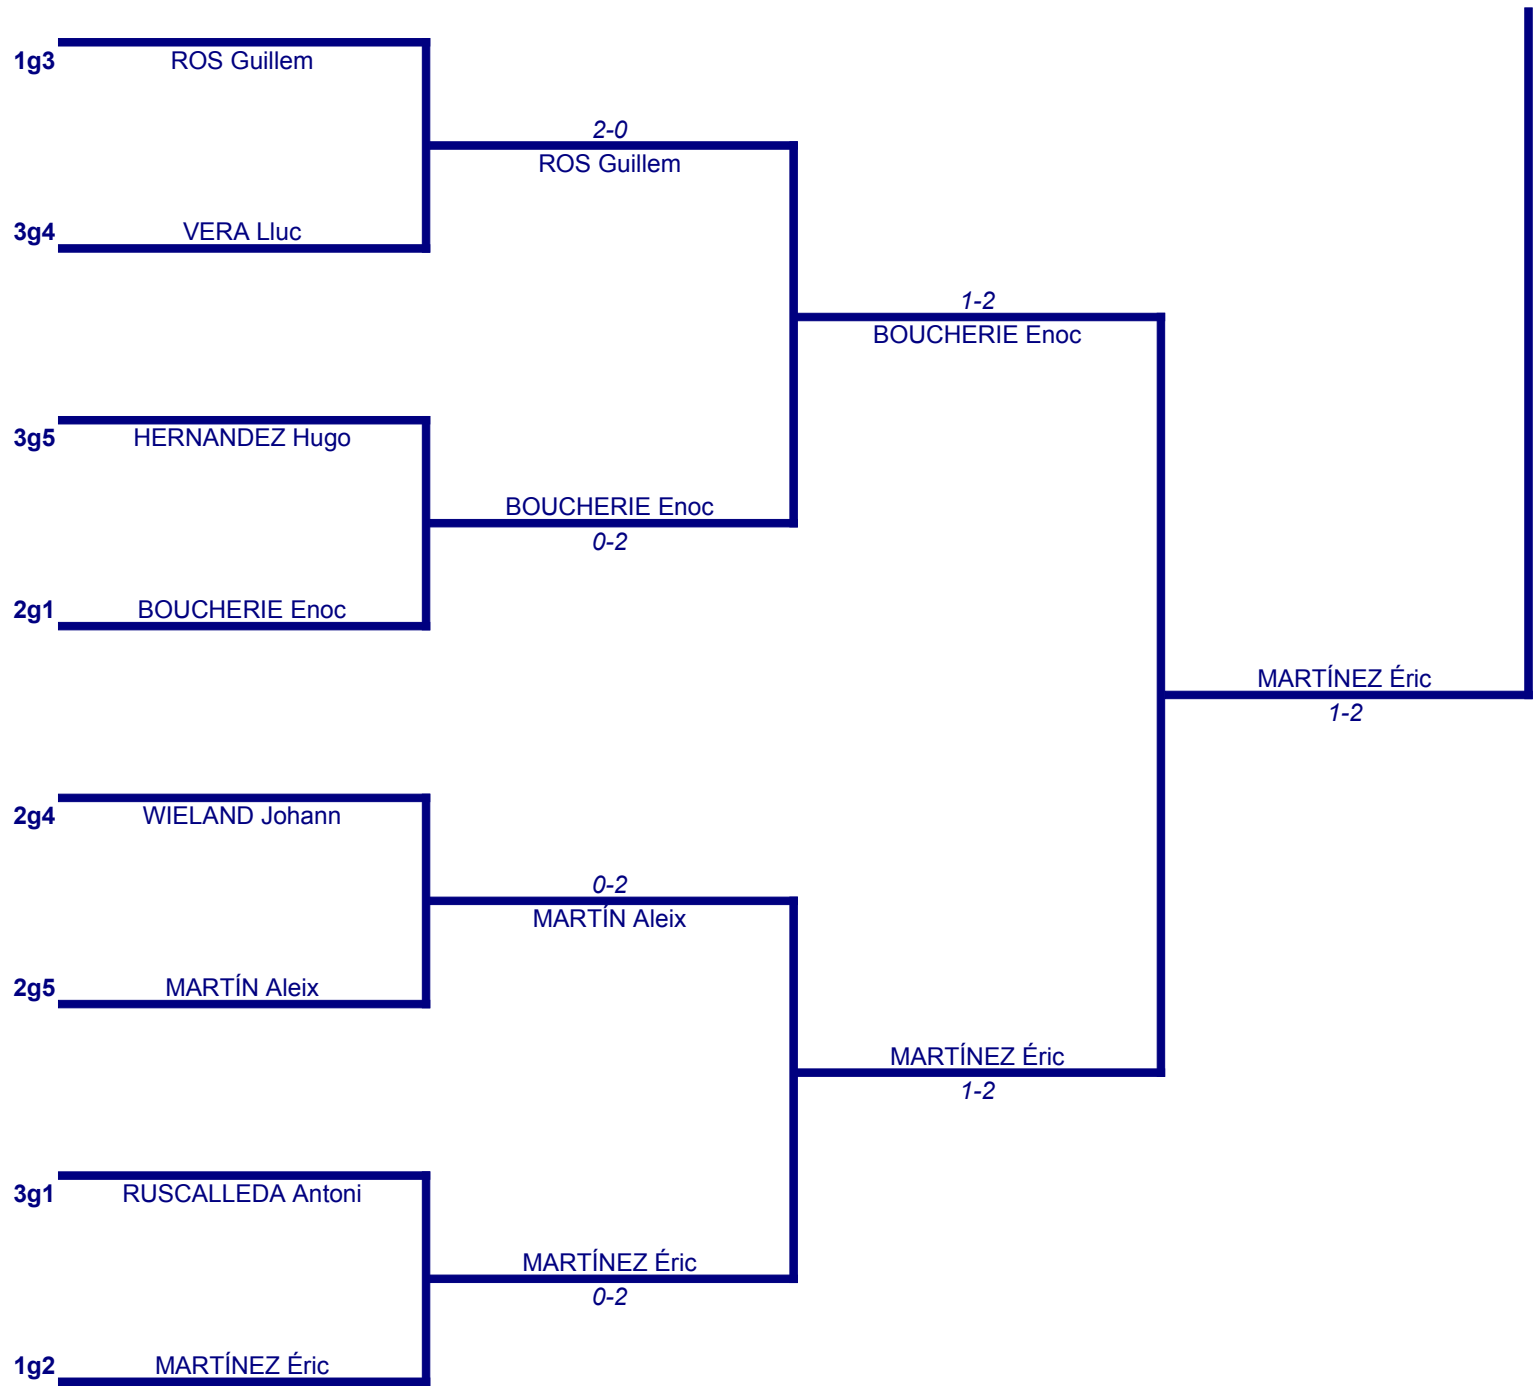 1g3
ROS Guillem
2-0
ROS Guillem
3g4
VERA Lluc
1-2
BOUCHERIE Enoc
3g5
HERNANDEZ Hugo
BOUCHERIE Enoc
0-2
2g1
BOUCHERIE Enoc
MARTÍNEZ Éric
1-2
2g4
WIELAND Johann
0-2
MARTÍN Aleix
2g5
MARTÍN Aleix
MARTÍNEZ Éric
1-2
3g1
RUSCALLEDA Antoni
MARTÍNEZ Éric
0-2
1g2
MARTÍNEZ Éric